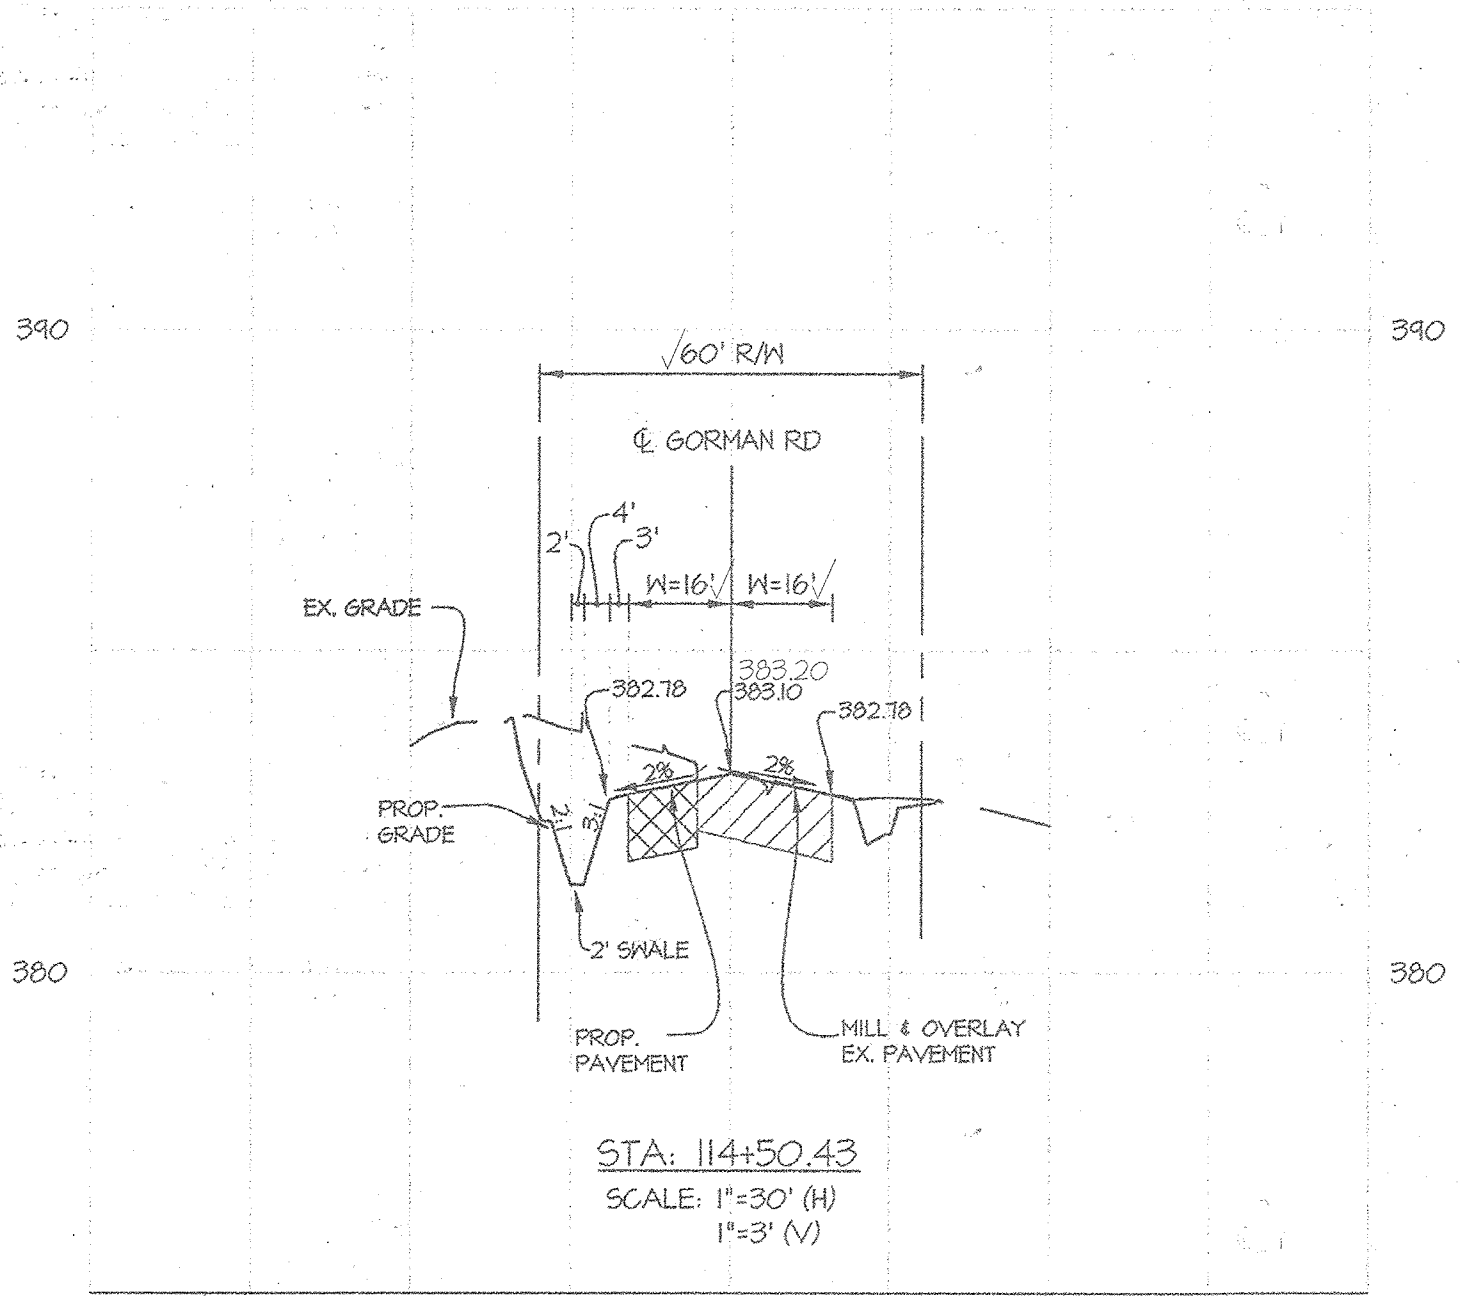 390
390
√60' R/W
℄ GORMAN RD
4'
2'
3'
W=16'√
W=16'√
EX. GRADE
383.20
382.78
383.10
382.78
2%
2%
PROP.
GRADE
2:1
3:1
2' SWALE
380
380
PROP.
PAVEMENT
MILL & OVERLAY
EX. PAVEMENT
STA: 114+50.43
SCALE: 1"=30' (H)
1"=3' (V)